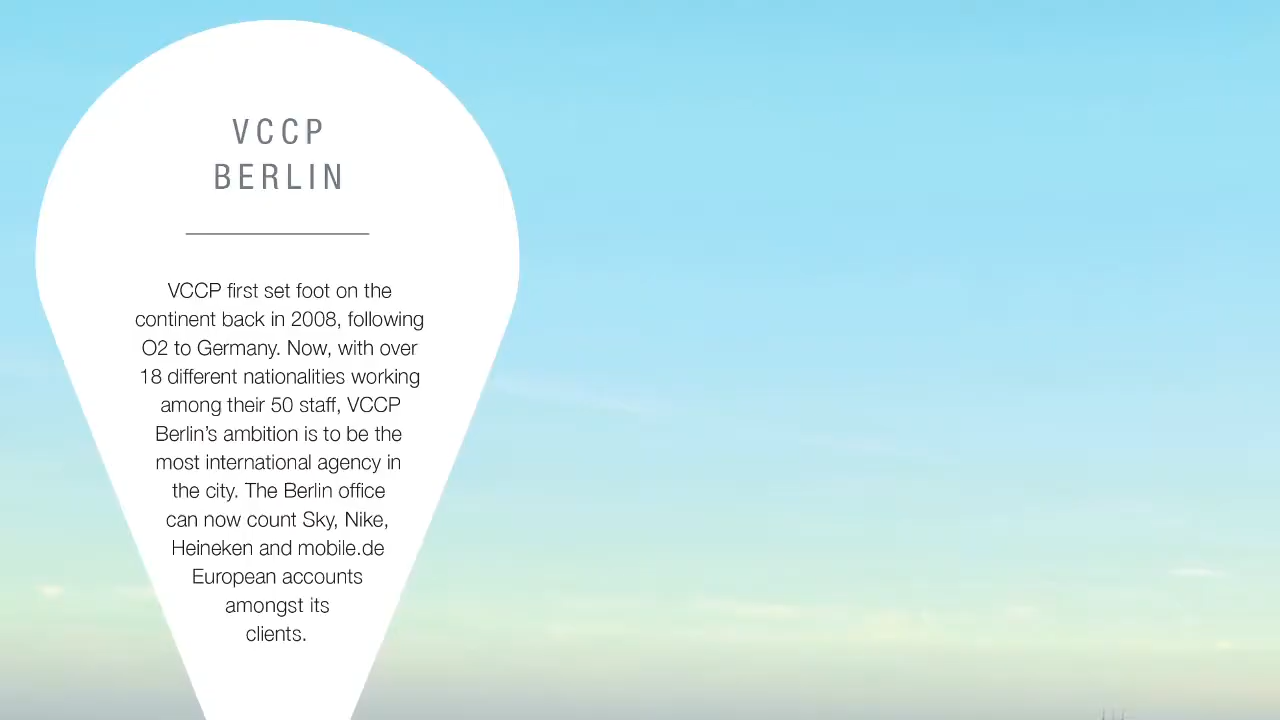 VCCP
BERLIN
VCCP first set foot on the
continent back in 2008, following
O2 to Germany. Now, with over
18 different nationalities working
among their 50 staff, VCCP
Berlin’s ambition is to be the
most international agency in
the city. The Berlin office
can now count Sky, Nike,
Heineken and mobile.de
European accounts
amongst its
clients.